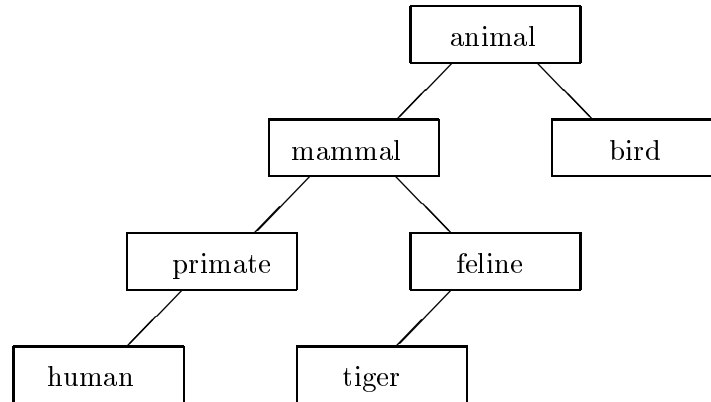 animal
mammal
bird
primate
feline
human
tiger